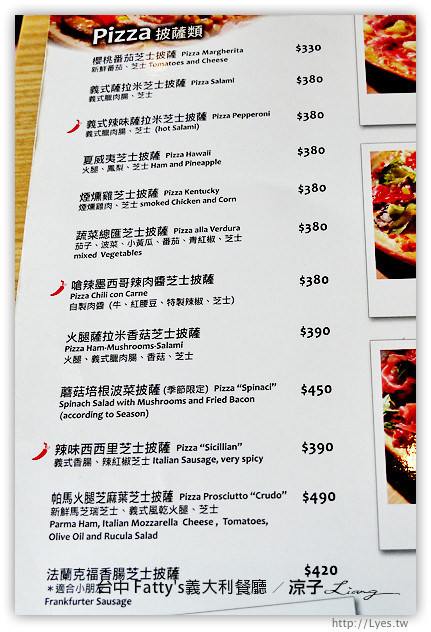 Pizza 披薩類
櫻桃番茄芝士披薩 Pizza Margherita $330
新鮮番茄、芝士 Tomatoes and Cheese
義式薩拉米芝士披薩 Pizza Salami $380
義式臘肉腸、芝士
義式辣味薩拉米芝士披薩 Pizza Pepperoni $380
義式臘肉腸、芝士 (hot Salami)
夏威夷芝士披薩 Pizza Hawaii $380
火腿、鳳梨、芝士 Ham and Pineapple
煙燻雞芝士披薩 Pizza Kentucky $380
煙燻雞肉、芝士 smoked Chicken and Corn
蔬菜總匯芝士披薩 Pizza alla Verdura $380
茄子、波菜、小黃瓜、番茄、青紅椒、芝士
mixed Vegetables
嗆辣墨西哥辣肉醬芝士披薩 $380
Pizza Chili con Carne
自製肉醬 (牛、紅腰豆、特製辣椒、芝士)
火腿薩拉米香菇芝士披薩 $390
Pizza Ham-Mushrooms-Salami
火腿、義式臘肉腸、香菇、芝士
蘑菇培根波菜披薩 (季節限定) Pizza “Spinaci” $450
Spinach Salad with Mushrooms and Fried Bacon
(according to Season)
辣味西西里芝士披薩 Pizza “Sicillian” $390
義式香腸、辣紅椒芝士 Italian Sausage, very spicy
帕馬火腿芝麻葉芝士披薩 Pizza Prosciutto “Crudo” $490
新鮮馬芝瑞芝士、義式風乾火腿、芝士
Parma Ham, Italian Mozzarella Cheese , Tomatoes,
Olive Oil and Rucula Salad
法蘭克福香腸芝士披薩 $420
＊適合小朋
Frankfurter Sausage
台中 Fatty's義大利餐廳 ／ 涼子 Liang
http://Lyes.tw